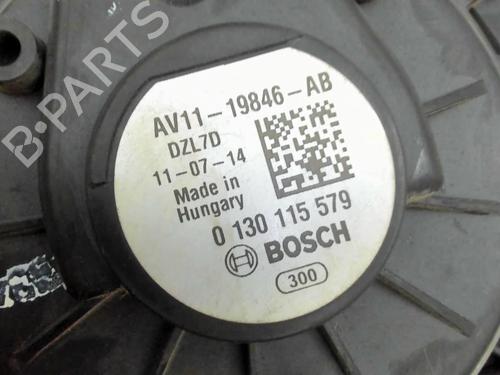 AV11-19846-AB
DZL7D
11-07-14
Made in
Hungary
0 130 115 579
BOSCH
300
B-PARTS